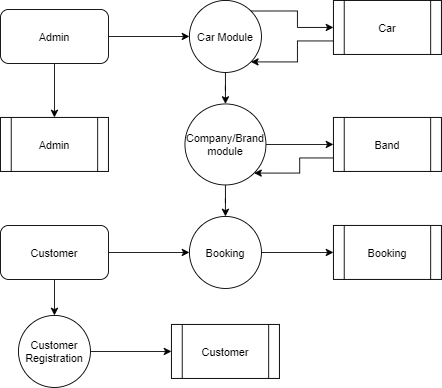 Admin
Car Module
Car
Admin
Company/Brand
module
Band
Customer
Booking
Booking
Customer
Registration
Customer